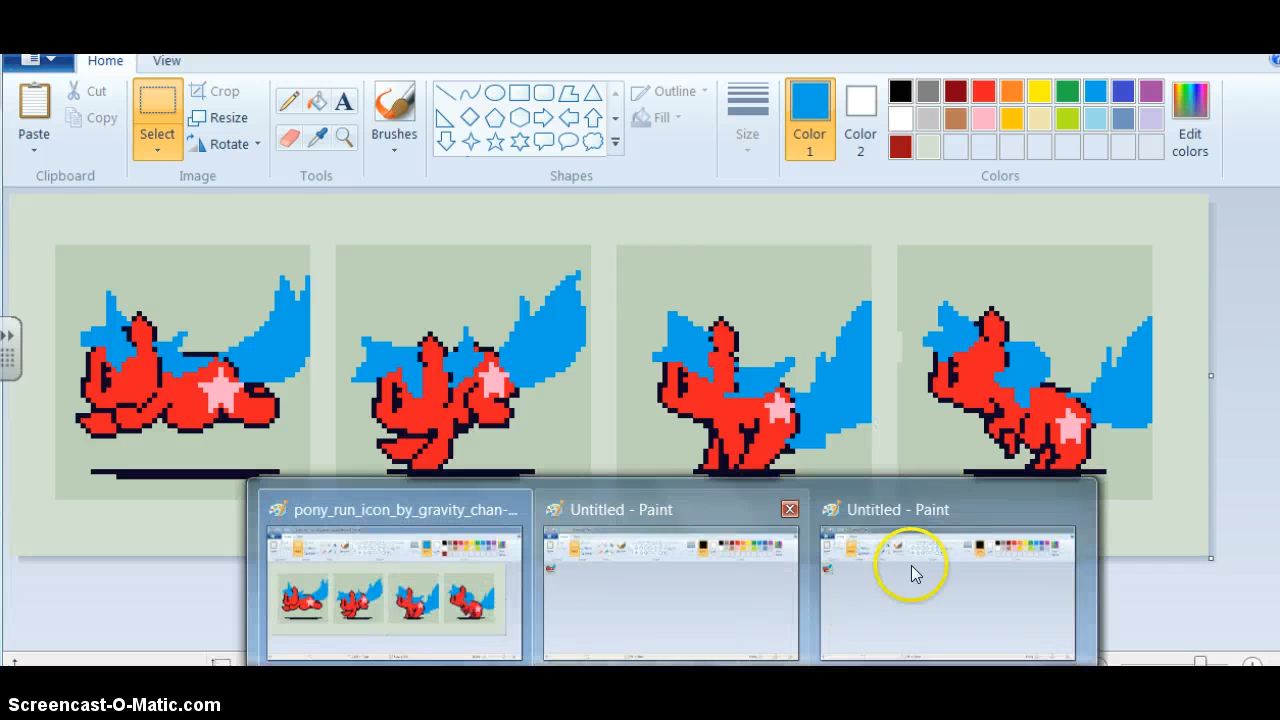 Home View
Paste
Cut
Copy
Clipboard
Select
Crop
Resize
Rotate
Image
A
Tools
Brushes
Shapes
Outline
Fill
Size
Color
1
Color
2
Edit
colors
Colors
pony_run_icon_by_gravity_chan-...
Untitled - Paint
Untitled - Paint
Screencast-O-Matic.com